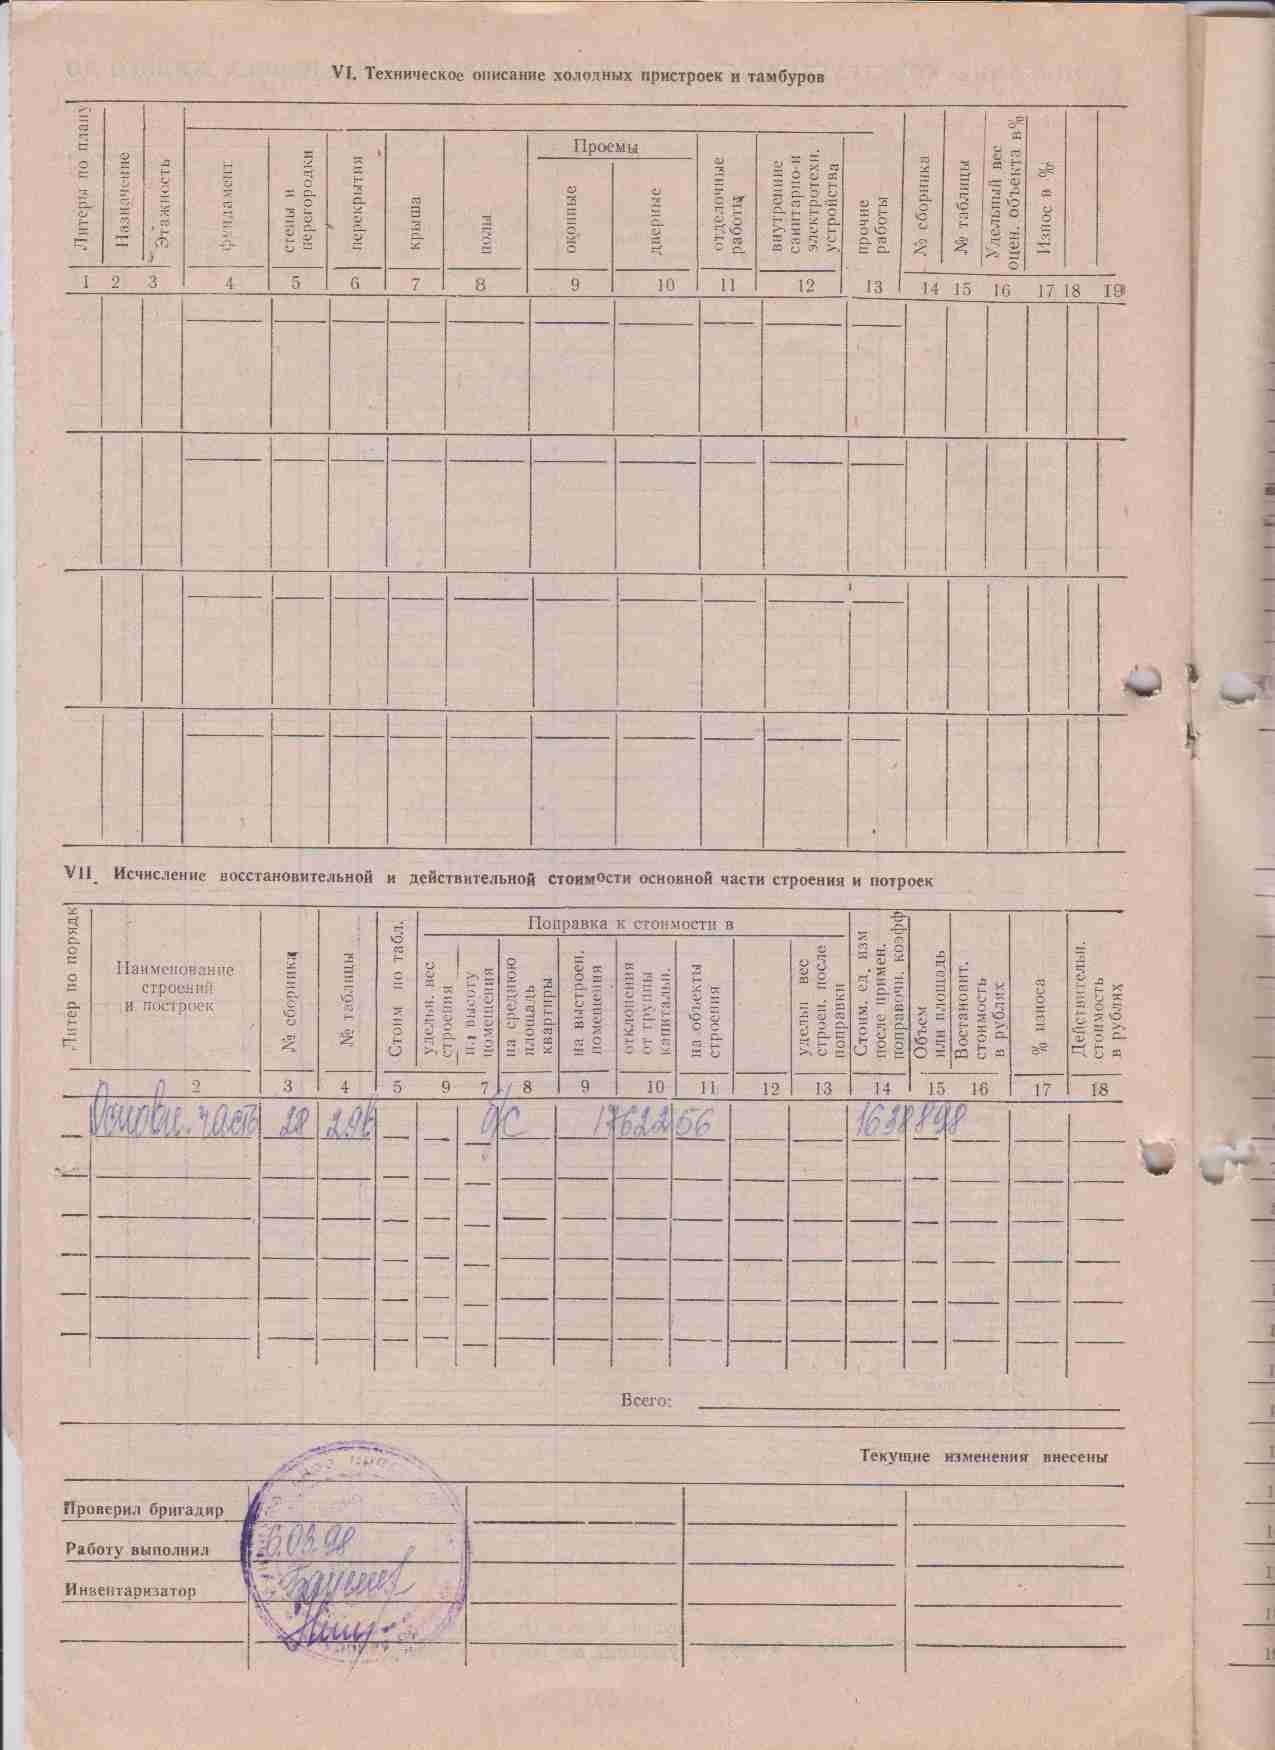 VI. Техническое описание холодных пристроек и тамбуров
Литеры по плану
Назначение
Этажность
фундамент
стены и перегородки
перекрытия
крыша
полы
Проемы
оконные
дверные
отделочные работы
внутренние санитарно-и электротехн. устройства
прочие работы
№ сборника
№ таблицы
Удельный вес оцен. объекта в%
Износ в %
1 2 3 4 5 6 7 8 9 10 11 12 13 14 15 16 17 18 19
VII. Исчисление восстановительной и действительной стоимости основной части строения и потроек
Литер по порядк
Наименование
строений
и построек
№ сборника
№ таблицы
Стоим по табл.
Поправка к стоимости в
удельн. вес строения
на высоту помещения
на среднюю площадь квартиры
на выстроен. помещения
отклонения от группы капитальн.
на объекты строения
удельн вес строен. после поправки
Стоим. ед. изм после примен. поправочн. коэфф
Объем или площадь
Востаноант. стоимость в рублях
% износа
Действительн. стоимость в рублях
2 3 4 5 9 7 8 9 10 11 12 13 14 15 16 17 18
Основн. часть 28 29в б/с 1762256 1638898
Всего:
Текущие изменения внесены
Проверил бригадир
Работу выполнил 6.03.98
Инвентаризатор